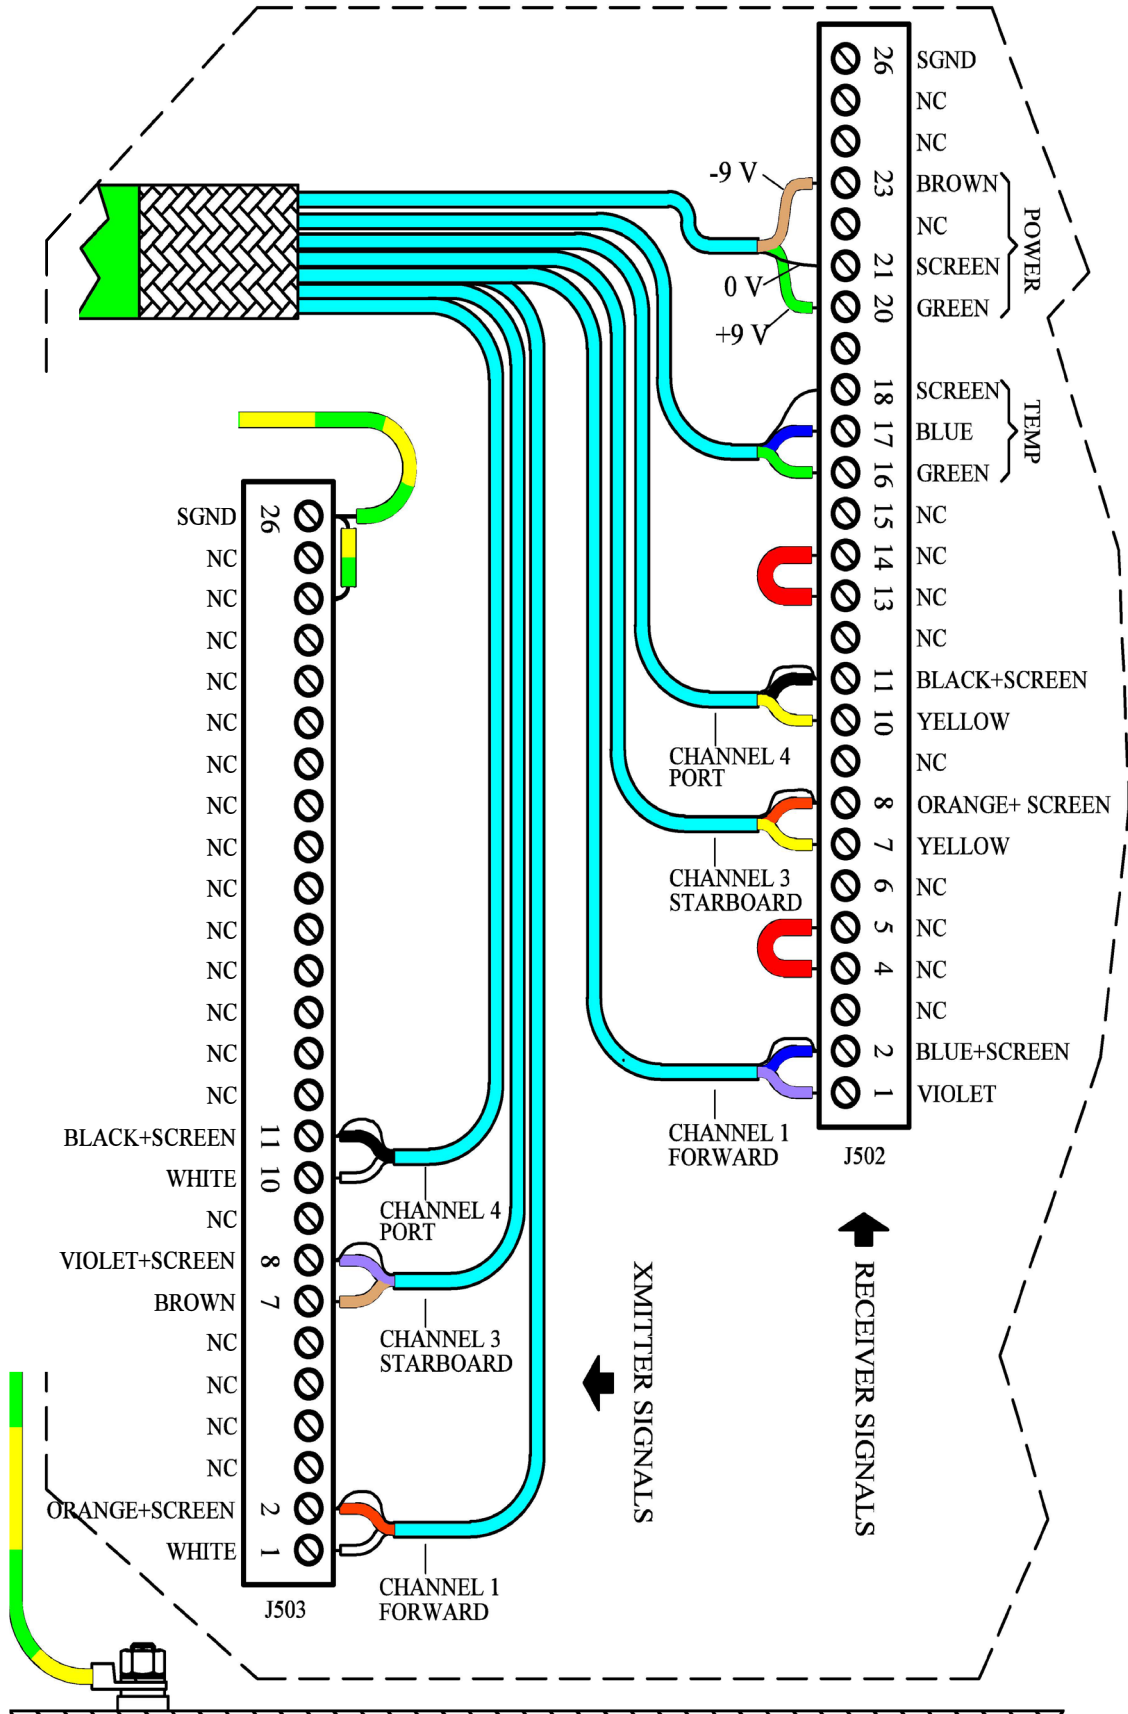 26 SGND
NC
NC
-9 V
23 BROWN
NC
21 SCREEN
0 V
20 GREEN
+9 V
POWER
18 SCREEN
17 BLUE
16 GREEN
TEMP
15 NC
14 NC
13 NC
NC
11 BLACK+SCREEN
10 YELLOW
CHANNEL 4
PORT
NC
8 ORANGE+ SCREEN
7 YELLOW
CHANNEL 3
STARBOARD
6 NC
5 NC
4 NC
NC
2 BLUE+SCREEN
1 VIOLET
CHANNEL 1
FORWARD
J502
RECEIVER SIGNALS
XMITTER SIGNALS
SGND 26
NC
NC
NC
NC
NC
NC
NC
NC
NC
NC
NC
NC
NC
NC
BLACK+SCREEN 11
WHITE 10
CHANNEL 4
PORT
NC
VIOLET+SCREEN 8
BROWN 7
CHANNEL 3
STARBOARD
NC
NC
NC
NC
ORANGE+SCREEN 2
WHITE 1
CHANNEL 1
FORWARD
J503